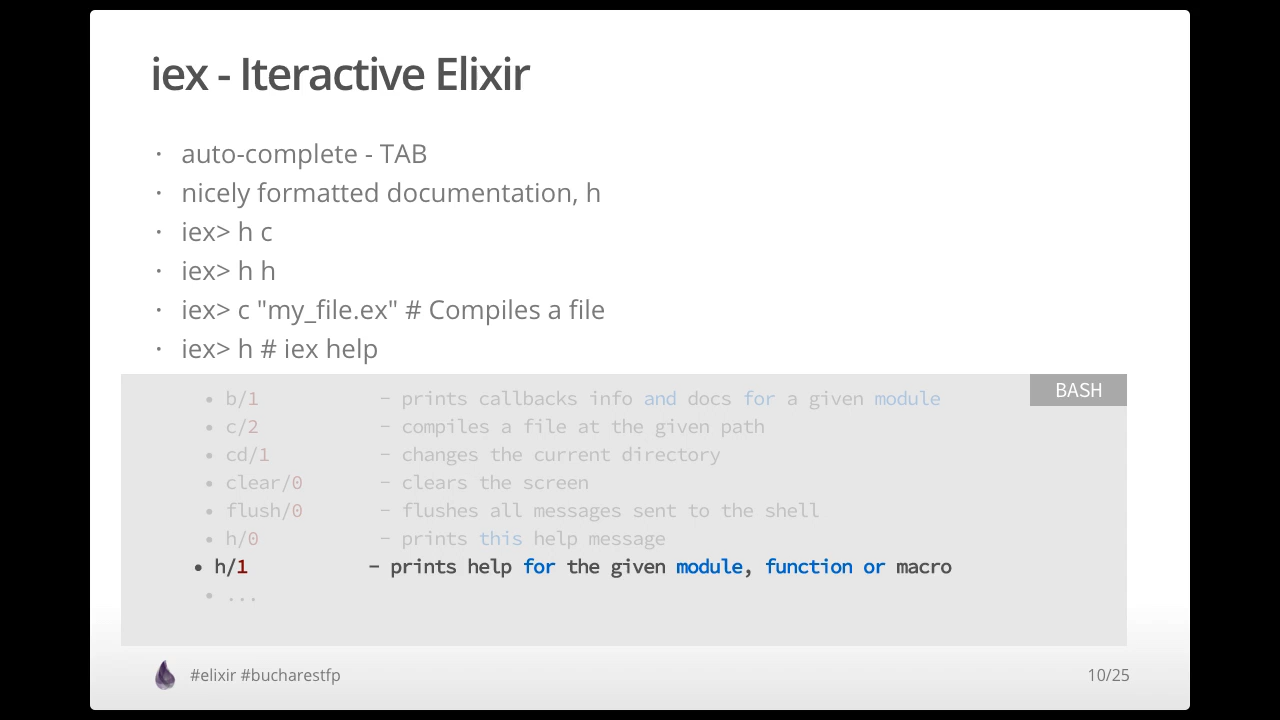 iex - Iteractive Elixir
· auto-complete - TAB
· nicely formatted documentation, h
· iex> h c
· iex> h h
· iex> c "my_file.ex" # Compiles a file
· iex> h # iex help
BASH
• b/1 - prints callbacks info and docs for a given module
• c/2 - compiles a file at the given path
• cd/1 - changes the current directory
• clear/0 - clears the screen
• flush/0 - flushes all messages sent to the shell
• h/0 - prints this help message
• h/1 - prints help for the given module, function or macro
• ...
#elixir #bucharestfp
10/25